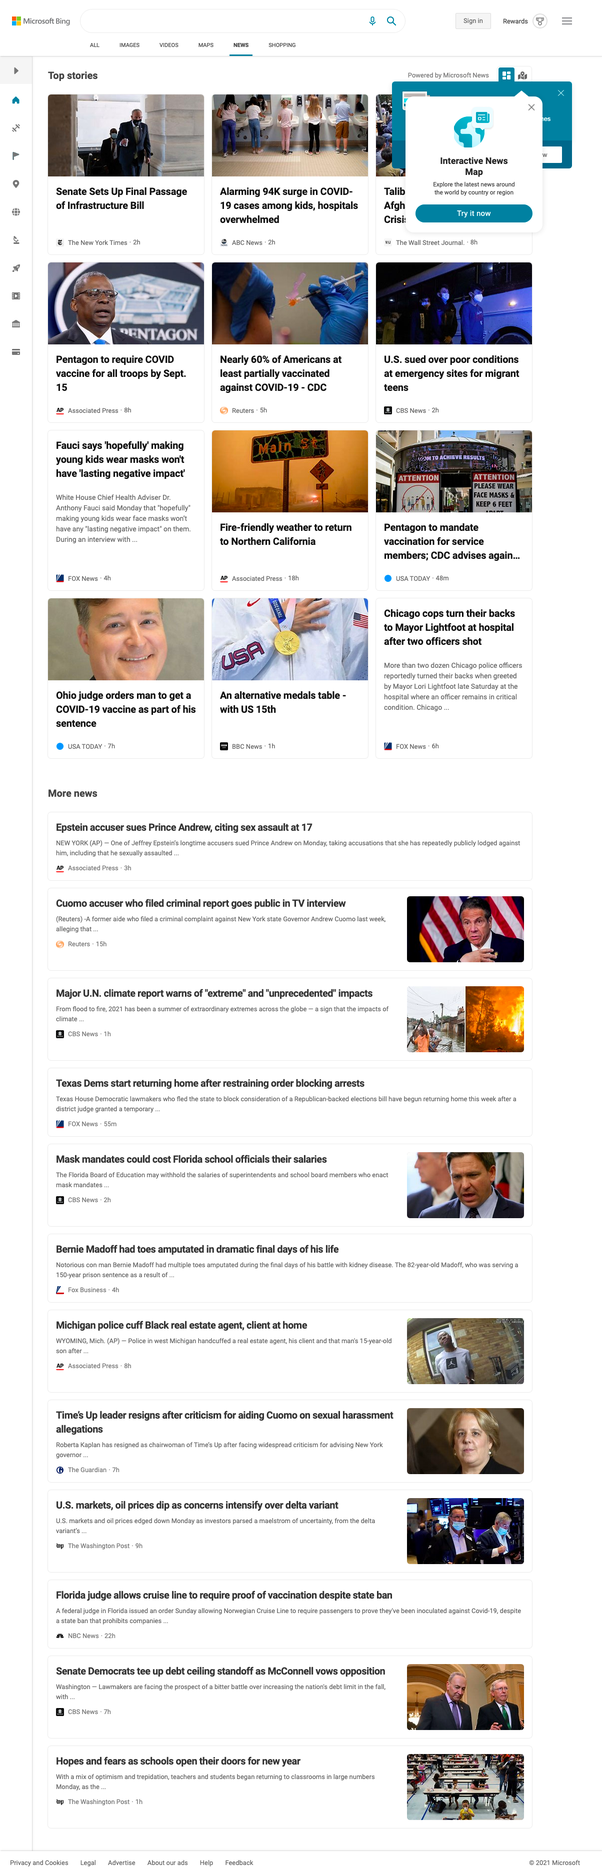 Microsoft Bing
Sign in
Rewards
ALL
IMAGES
VIDEOS
MAPS
NEWS
SHOPPING
Top stories
Powered by Microsoft News
Interactive News
Map
Explore the latest news around
the world by country or region
Try it now
Senate Sets Up Final Passage
of Infrastructure Bill
The New York Times · 2h
Alarming 94K surge in COVID-
19 cases among kids, hospitals
overwhelmed
ABC News · 2h
Talib
Afgh
Crisi
The Wall Street Journal. · 8h
PENTAGON
Pentagon to require COVID
vaccine for all troops by Sept.
15
AP Associated Press · 8h
Nearly 60% of Americans at
least partially vaccinated
against COVID-19 - CDC
Reuters · 5h
U.S. sued over poor conditions
at emergency sites for migrant
teens
CBS News · 2h
Fauci says 'hopefully' making
young kids wear masks won't
have 'lasting negative impact'
White House Chief Health Adviser Dr.
Anthony Fauci said Monday that "hopefully"
making young kids wear face masks won't
have any "lasting negative impact" on them.
During an interview with ...
FOX News · 4h
Main St
Fire-friendly weather to return
to Northern California
AP Associated Press · 18h
ATTENTION
ATTENTION
PLEASE WEAR
FACE MASKS &
KEEP 6 FEET
Pentagon to mandate
vaccination for service
members; CDC advises again...
USA TODAY · 48m
Ohio judge orders man to get a
COVID-19 vaccine as part of his
sentence
USA TODAY · 7h
USA
An alternative medals table -
with US 15th
BBC News · 1h
Chicago cops turn their backs
to Mayor Lightfoot at hospital
after two officers shot
More than two dozen Chicago police officers
reportedly turned their backs when greeted
by Mayor Lori Lightfoot late Saturday at the
hospital where an officer remains in critical
condition. Chicago ...
FOX News · 6h
More news
Epstein accuser sues Prince Andrew, citing sex assault at 17
NEW YORK (AP) — One of Jeffrey Epstein's longtime accusers sued Prince Andrew on Monday, taking accusations that she has repeatedly publicly lodged against
him, including that he sexually assaulted ...
AP Associated Press · 3h
Cuomo accuser who filed criminal report goes public in TV interview
(Reuters) -A former aide who filed a criminal complaint against New York state Governor Andrew Cuomo last week,
alleging that ...
Reuters · 15h
Major U.N. climate report warns of "extreme" and "unprecedented" impacts
From flood to fire, 2021 has been a summer of extraordinary extremes across the globe — a sign that the impacts of
climate ...
CBS News · 1h
Texas Dems start returning home after restraining order blocking arrests
Texas House Democratic lawmakers who fled the state to block consideration of a Republican-backed elections bill have begun returning home this week after a
district judge granted a temporary ...
FOX News · 55m
Mask mandates could cost Florida school officials their salaries
The Florida Board of Education may withhold the salaries of superintendents and school board members who enact
mask mandates ...
CBS News · 2h
Bernie Madoff had toes amputated in dramatic final days of his life
Notorious con man Bernie Madoff had multiple toes amputated during the final days of his battle with kidney disease. The 82-year-old Madoff, who was serving a
150-year prison sentence as a result of ...
Fox Business · 4h
Michigan police cuff Black real estate agent, client at home
WYOMING, Mich. (AP) — Police in west Michigan handcuffed a real estate agent, his client and that man's 15-year-old
son after ...
AP Associated Press · 8h
Time's Up leader resigns after criticism for aiding Cuomo on sexual harassment
allegations
Roberta Kaplan has resigned as chairwoman of Time's Up after facing widespread criticism for advising New York
governor ...
The Guardian · 7h
U.S. markets, oil prices dip as concerns intensify over delta variant
U.S. markets and oil prices edged down Monday as investors parsed a maelstrom of uncertainty, from the delta
variant's ...
wp The Washington Post · 9h
Florida judge allows cruise line to require proof of vaccination despite state ban
A federal judge in Florida issued an order Sunday allowing Norwegian Cruise Line to require passengers to prove they've been inoculated against Covid-19, despite
a state ban that prohibits companies ...
NBC News · 22h
Senate Democrats tee up debt ceiling standoff as McConnell vows opposition
Washington — Lawmakers are facing the prospect of a bitter battle over increasing the nation's debt limit in the fall,
with ...
CBS News · 7h
Hopes and fears as schools open their doors for new year
With a mix of optimism and trepidation, teachers and students began returning to classrooms in large numbers
Monday, as the ...
wp The Washington Post · 1h
Privacy and Cookies
Legal
Advertise
About our ads
Help
Feedback
© 2021 Microsoft